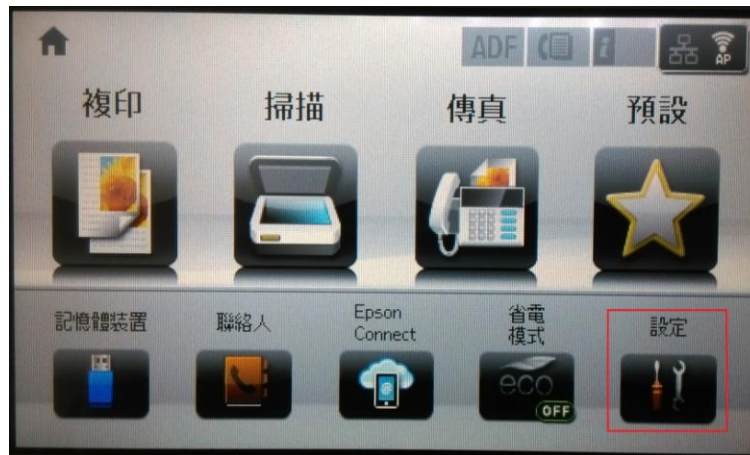 ADF
i
AP
複印
掃描
傳真
預設
記憶體裝置
聯絡人
Epson
Connect
省電
模式
設定
@
eco
OFF